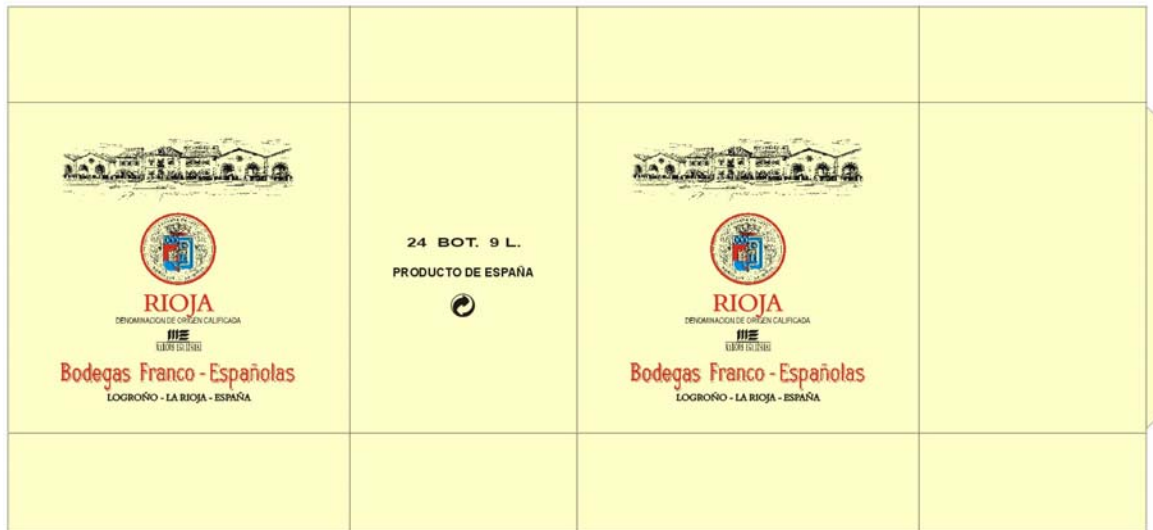 RIOJA
DENOMINACION DE ORIGEN CALIFICADA
Bodegas Franco - Españolas
LOGROÑO - LA RIOJA - ESPAÑA
24 BOT. 9 L.
PRODUCTO DE ESPAÑA
RIOJA
DENOMINACION DE ORIGEN CALIFICADA
Bodegas Franco - Españolas
LOGROÑO - LA RIOJA - ESPAÑA